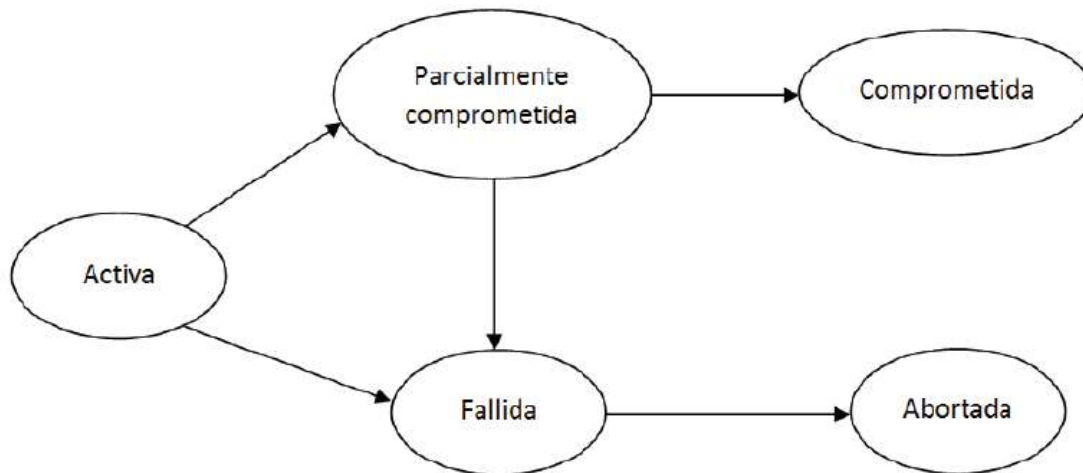 Parcialmente
comprometida
Comprometida
Activa
Fallida
Abortada